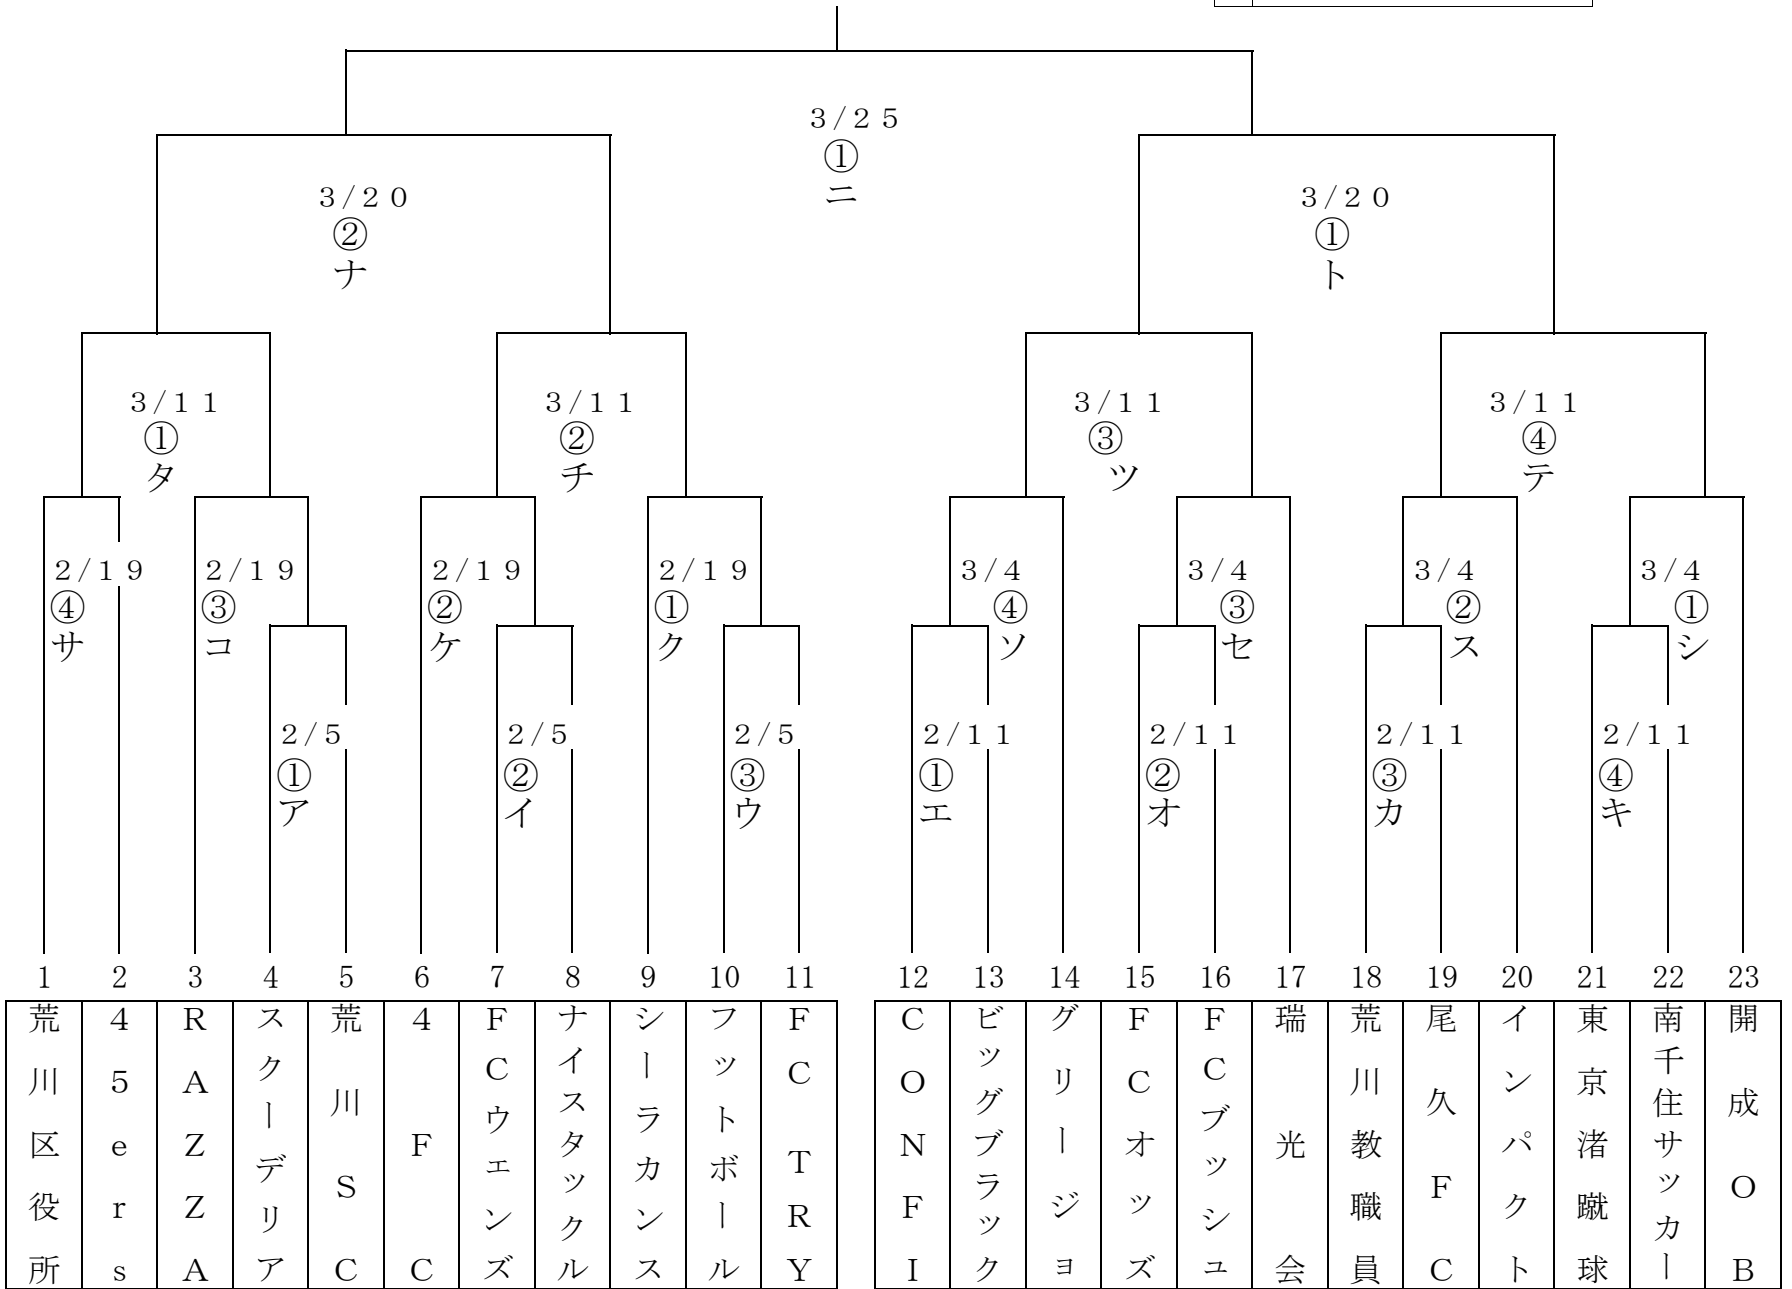 ３/２５
①
ニ
３/２０
②
ナ
３/２０
①
ト
３/１１
①
タ
３/１１
②
チ
３/１１
③
ツ
３/１１
④
テ
２/１９
④
サ
２/１９
③
コ
２/１９
②
ケ
２/１９
①
ク
３/４
④
ソ
３/４
③
セ
３/４
②
ス
３/４
①
シ
２/５
①
ア
２/５
②
イ
２/５
③
ウ
２/１１
①
エ
２/１１
②
オ
２/１１
③
カ
２/１１
④
キ
1 2 3 4 5 6 7 8 9 10 11 12 13 14 15 16 17 18 19 20 21 22 23
荒川区役所
４５ｅｒｓ
ＲＡＺＺＡ
スクーデリア
荒川ＳＣ
４ＦＣ
ＦＣウェンズ
ナイスタックル
シーラカンス
フットボール
ＦＣ ＴＲＹ
ＣＯＮＦＩ
ビッグブラック
グリージョ
ＦＣオッズ
ＦＣブッシュ
瑞光会
荒川教職員
尾久ＦＣ
インパクト
東京渚蹴球
南千住サッカー
開成ＯＢ